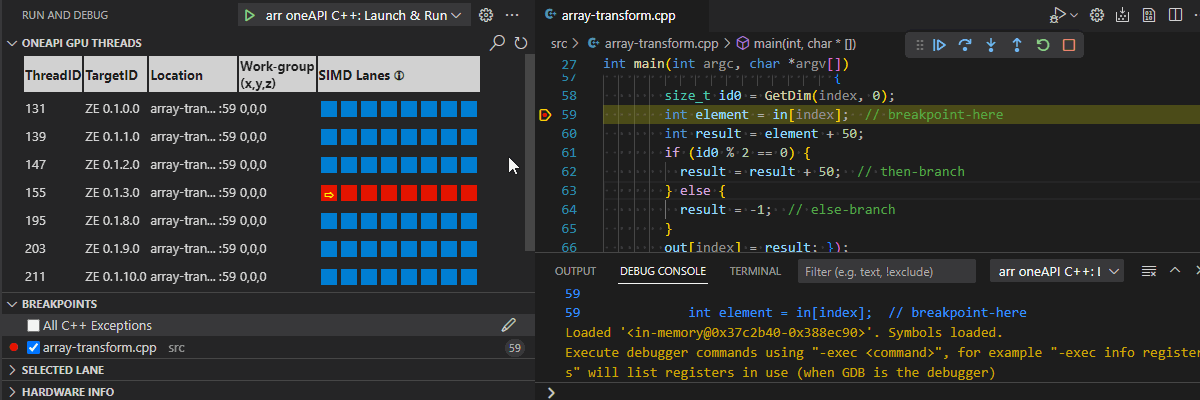 RUN AND DEBUG
arr oneAPI C++: Launch & Run
ONEAPI GPU THREADS
ThreadID TargetID Location Work-group (x,y,z) SIMD Lanes
131 ZE 0.1.0.0 array-tran... :59 0,0,0
139 ZE 0.1.1.0 array-tran... :59 0,0,0
147 ZE 0.1.2.0 array-tran... :59 0,0,0
155 ZE 0.1.3.0 array-tran... :59 0,0,0
195 ZE 0.1.8.0 array-tran... :59 0,0,0
203 ZE 0.1.9.0 array-tran... :59 0,0,0
211 ZE 0.1.10.0 array-tran... :59 0,0,0
BREAKPOINTS
All C++ Exceptions
array-transform.cpp src 59
SELECTED LANE
HARDWARE INFO
array-transform.cpp
src > array-transform.cpp > main(int, char * [])
27 int main(int argc, char *argv[])
57 {
58 size_t id0 = GetDim(index, 0);
59 int element = in[index]; // breakpoint-here
60 int result = element + 50;
61 if (id0 % 2 == 0) {
62 result = result + 50; // then-branch
63 } else {
64 result = -1; // else-branch
65 }
66 out[index] = result; });
OUTPUT DEBUG CONSOLE TERMINAL Filter (e.g. text, !exclude) arr oneAPI C++: l
59
59 int element = in[index]; // breakpoint-here
Loaded '<in-memory@0x37c2b40-0x388ec90>'. Symbols loaded.
Execute debugger commands using "-exec <command>", for example "-exec info register
s" will list registers in use (when GDB is the debugger)
>